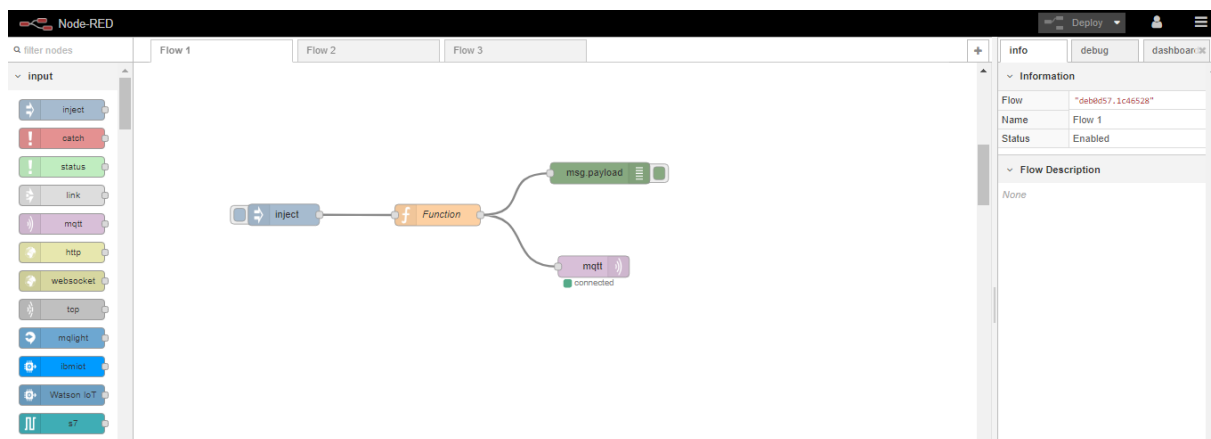 Node-RED
Deploy
filter nodes
Flow 1
Flow 2
Flow 3
+
info
debug
dashboar
input
Information
inject
catch
status
link
mqtt
http
websocket
tcp
mqlight
ibmiot
Watson IoT
s7
inject
Function
msg.payload
mqtt
connected
Flow
"deb0d57.1c46528"
Name
Flow 1
Status
Enabled
Flow Description
None